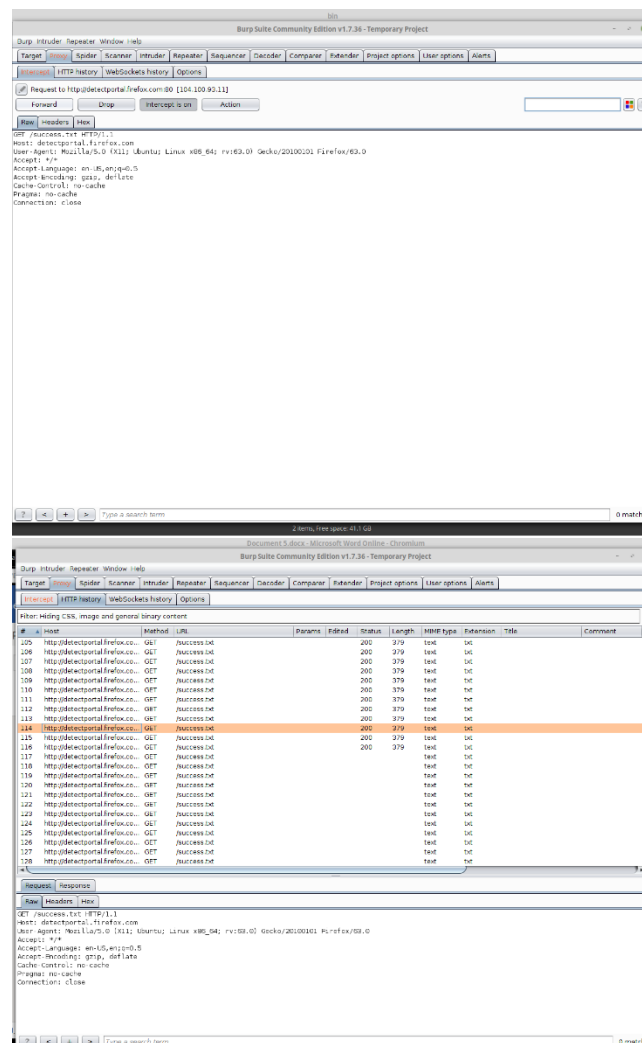 bin
Burp Suite Community Edition v1.7.36 - Temporary Project
Burp Intruder Repeater Window Help
Target Proxy Spider Scanner Intruder Repeater Sequencer Decoder Comparer Extender Project options User options Alerts
Intercept HTTP history WebSockets history Options
Request to http://detectportal.firefox.com:80 [104.100.93.11]
Forward Drop Intercept is on Action
Raw Headers Hex
GET /success.txt HTTP/1.1
Host: detectportal.firefox.com
User-Agent: Mozilla/5.0 (X11; Ubuntu; Linux x86_64; rv:63.0) Gecko/20100101 Firefox/63.0
Accept: */*
Accept-Language: en-US,en;q=0.5
Accept-Encoding: gzip, deflate
Cache-Control: no-cache
Pragma: no-cache
Connection: close
? < + > Type a search term 0 match
2 items, Free space: 41.1 GB
Document 5.docx - Microsoft Word Online - Chromium
Burp Suite Community Edition v1.7.36 - Temporary Project
Burp Intruder Repeater Window Help
Target Proxy Spider Scanner Intruder Repeater Sequencer Decoder Comparer Extender Project options User options Alerts
Intercept HTTP history WebSockets history Options
Filter: Hiding CSS, image and general binary content
# Host Method URL Params Edited Status Length MIME type Extension Title Comment
105 http://detectportal.firefox.co... GET /success.txt 200 379 text txt
106 http://detectportal.firefox.co... GET /success.txt 200 379 text txt
107 http://detectportal.firefox.co... GET /success.txt 200 379 text txt
108 http://detectportal.firefox.co... GET /success.txt 200 379 text txt
109 http://detectportal.firefox.co... GET /success.txt 200 379 text txt
110 http://detectportal.firefox.co... GET /success.txt 200 379 text txt
111 http://detectportal.firefox.co... GET /success.txt 200 379 text txt
112 http://detectportal.firefox.co... GET /success.txt 200 379 text txt
113 http://detectportal.firefox.co... GET /success.txt 200 379 text txt
114 http://detectportal.firefox.co... GET /success.txt 200 379 text txt
115 http://detectportal.firefox.co... GET /success.txt 200 379 text txt
116 http://detectportal.firefox.co... GET /success.txt 200 379 text txt
117 http://detectportal.firefox.co... GET /success.txt text txt
118 http://detectportal.firefox.co... GET /success.txt text txt
119 http://detectportal.firefox.co... GET /success.txt text txt
120 http://detectportal.firefox.co... GET /success.txt text txt
121 http://detectportal.firefox.co... GET /success.txt text txt
122 http://detectportal.firefox.co... GET /success.txt text txt
123 http://detectportal.firefox.co... GET /success.txt text txt
124 http://detectportal.firefox.co... GET /success.txt text txt
125 http://detectportal.firefox.co... GET /success.txt text txt
126 http://detectportal.firefox.co... GET /success.txt text txt
127 http://detectportal.firefox.co... GET /success.txt text txt
128 http://detectportal.firefox.co... GET /success.txt text txt
Request Response
Raw Headers Hex
GET /success.txt HTTP/1.1
Host: detectportal.firefox.com
User-Agent: Mozilla/5.0 (X11; Ubuntu; Linux x86_64; rv:63.0) Gecko/20100101 Firefox/63.0
Accept: */*
Accept-Language: en-US,en;q=0.5
Accept-Encoding: gzip, deflate
Cache-Control: no-cache
Pragma: no-cache
Connection: close
? < + > Type a search term 0 match